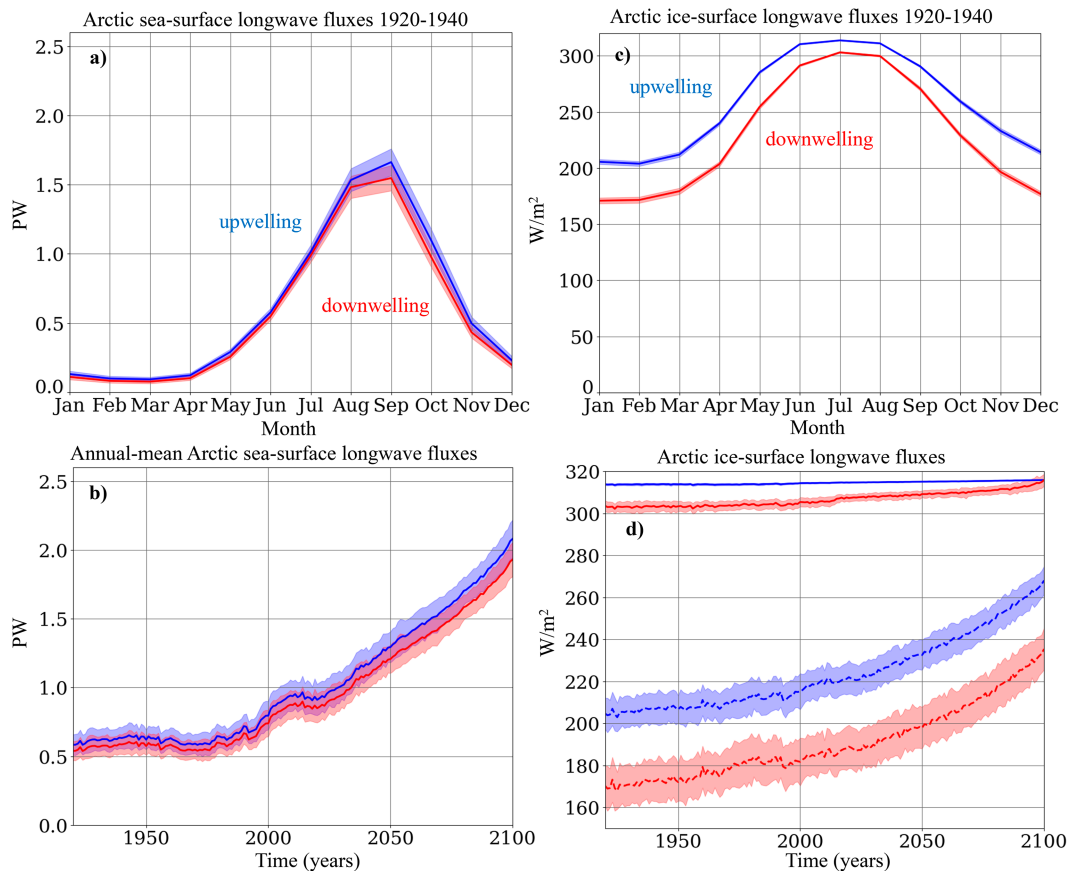 Arctic sea-surface longwave fluxes 1920-1940
a)
2.5
2.0
1.5
1.0
0.5
0.0
PW
upwelling
downwelling
Jan Feb Mar Apr May Jun Jul Aug Sep Oct Nov Dec
Month
Arctic ice-surface longwave fluxes 1920-1940
c)
300
250
200
150
100
50
0
W/m²
upwelling
downwelling
Jan Feb Mar Apr May Jun Jul Aug Sep Oct Nov Dec
Month
Annual-mean Arctic sea-surface longwave fluxes
b)
2.5
2.0
1.5
1.0
0.5
0.0
PW
1950 2000 2050 2100
Time (years)
Arctic ice-surface longwave fluxes
d)
320
300
280
260
240
220
200
180
160
W/m²
1950 2000 2050 2100
Time (years)